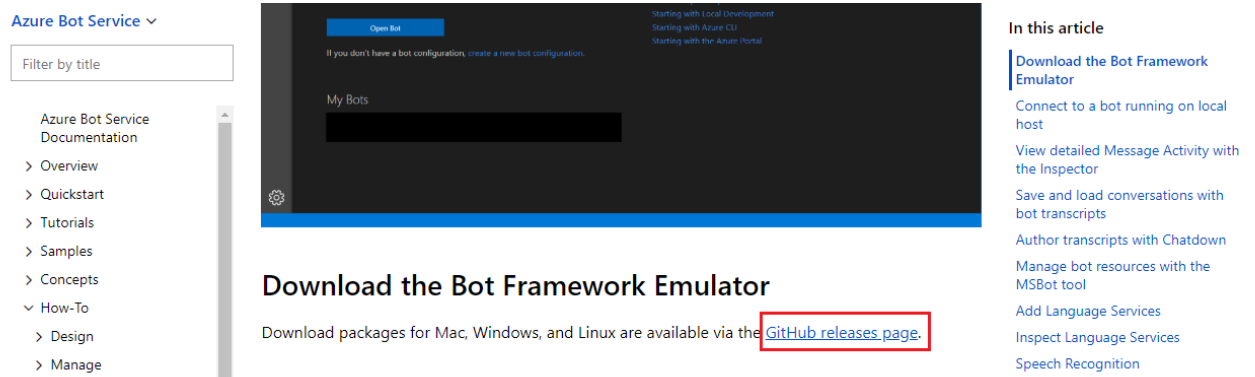 Azure Bot Service
Filter by title
Azure Bot Service
Documentation
Overview
Quickstart
Tutorials
Samples
Concepts
How-To
Design
Manage
Starting with Local Development
Starting with Azure CLI
Starting with the Azure Portal
Open Bot
If you don't have a bot configuration, create a new bot configuration.
My Bots
Download the Bot Framework Emulator
Download packages for Mac, Windows, and Linux are available via the GitHub releases page.
In this article
Download the Bot Framework
Emulator
Connect to a bot running on local
host
View detailed Message Activity with
the Inspector
Save and load conversations with
bot transcripts
Author transcripts with Chatdown
Manage bot resources with the
MSBot tool
Add Language Services
Inspect Language Services
Speech Recognition